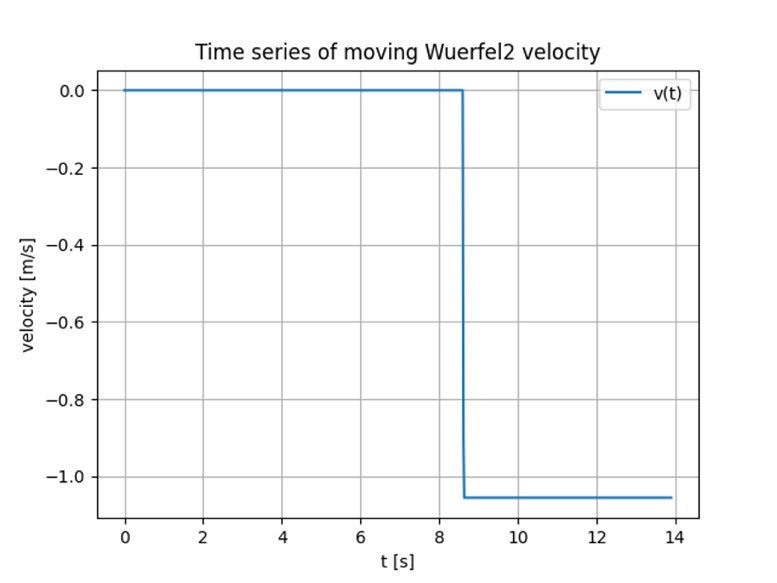 Time series of moving Wuerfel2 velocity
v(t)
0.0
−0.2
−0.4
−0.6
−0.8
−1.0
velocity [m/s]
0 2 4 6 8 10 12 14
t [s]